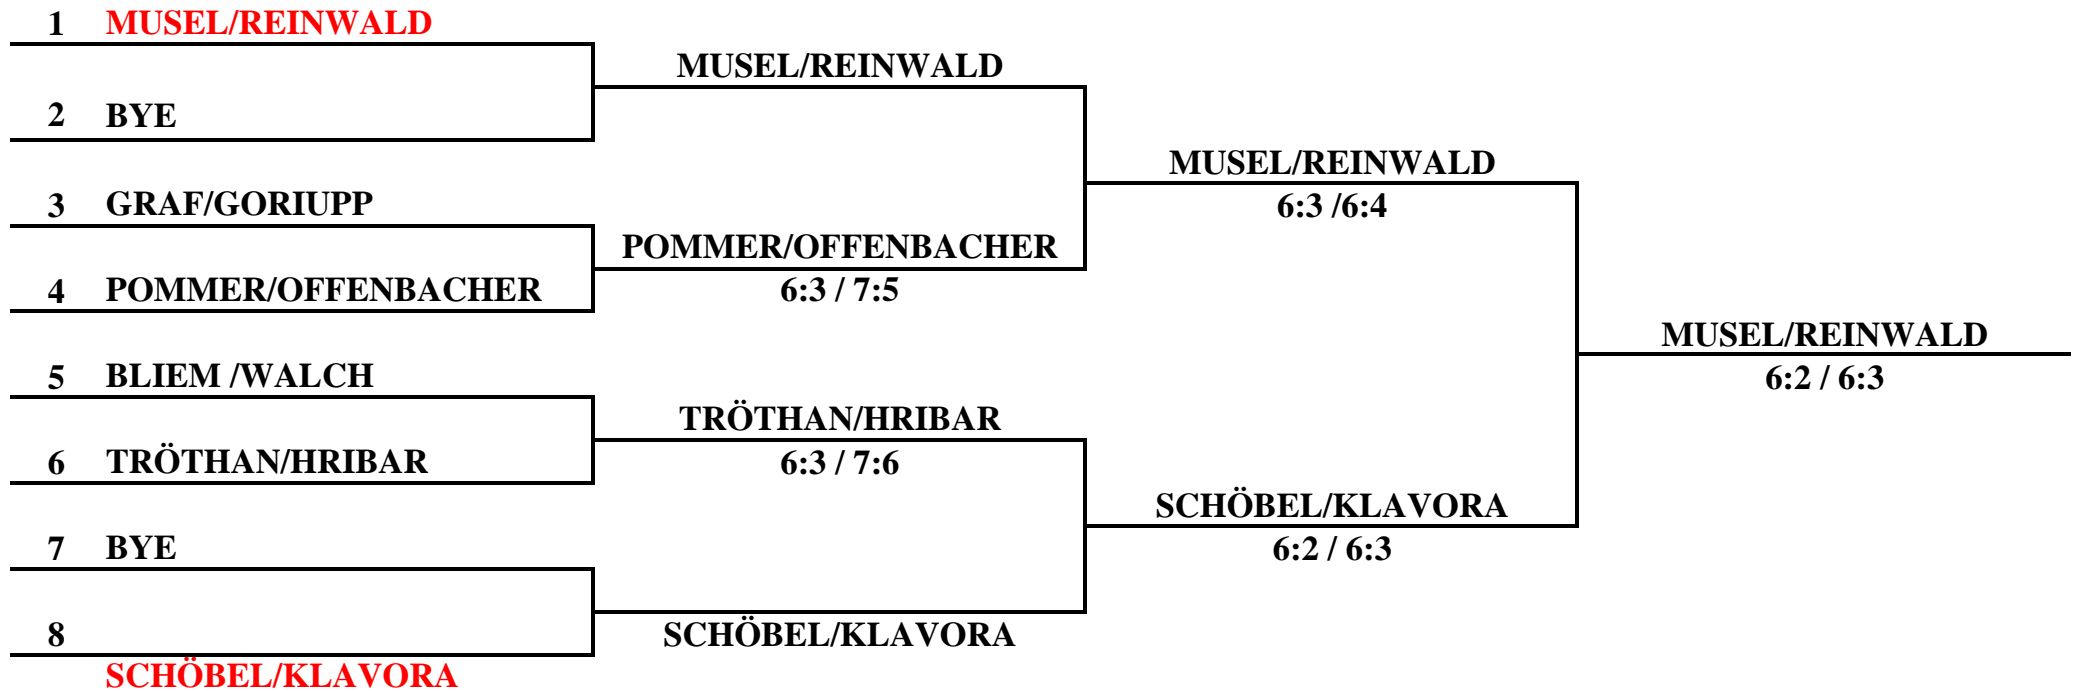 1 MUSEL/REINWALD
MUSEL/REINWALD
2 BYE
MUSEL/REINWALD
6:3 /6:4
3 GRAF/GORIUPP
POMMER/OFFENBACHER
6:3 / 7:5
4 POMMER/OFFENBACHER
MUSEL/REINWALD
6:2 / 6:3
5 BLIEM /WALCH
TRÖTHAN/HRIBAR
6:3 / 7:6
6 TRÖTHAN/HRIBAR
SCHÖBEL/KLAVORA
6:2 / 6:3
7 BYE
8
SCHÖBEL/KLAVORA
SCHÖBEL/KLAVORA